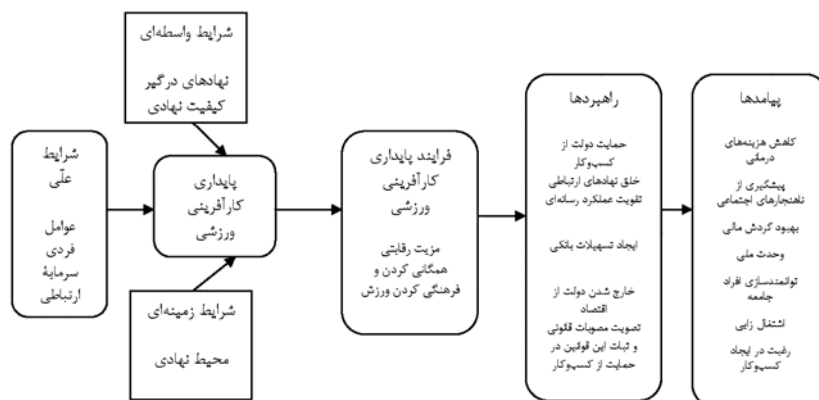 شرایط واسطه‌ای
نهادهای درگیر
کیفیت نهادی
شرایط
علّی
عوامل
فردی
سرمایهٔ
ارتباطی
پایداری
کارآفرینی
ورزشی
شرایط زمینه‌ای
محیط نهادی
فرایند پایداری
کارآفرینی
ورزشی
مزیت رقابتی
همگانی کردن و
فرهنگی کردن ورزش
راهبردها
حمایت دولت از
کسب‌وکار
خلق نهادهای ارتباطی
تقویت عملکرد رسانه‌ای
ایجاد تسهیلات بانکی
خارج شدن دولت از
اقتصاد
تصویت مصوبات قانونی
و ثبات این قوانین در
حمایت از کسب‌وکار
پیامدها
کاهش هزینه‌های
درمانی
پیشگیری از
ناهنجارهای اجتماعی
بهبود گردش مالی
وحدت ملی
توانمندسازی افراد
جامعه
اشتغال زایی
رغبت در ایجاد
کسب‌وکار